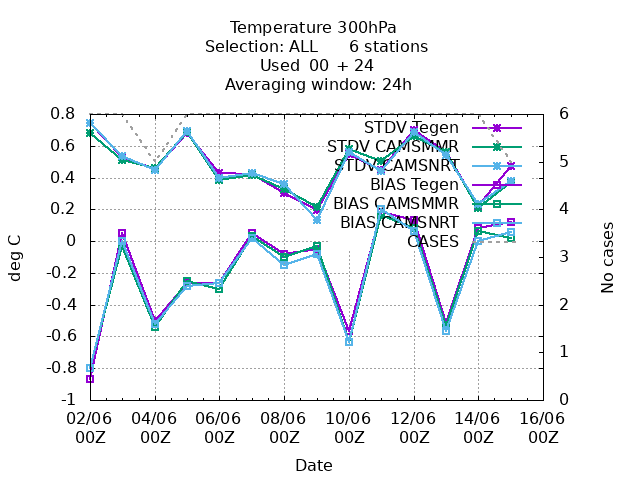 Temperature 300hPa
Selection: ALL 6 stations
Used 00 + 24
Averaging window: 24h
0.8
0.6
0.4
0.2
0
-0.2
-0.4
-0.6
-0.8
-1
deg C
6
5
4
3
2
1
0
No cases
STDV Tegen
STDV CAMSMMR
STDV CAMSNRT
BIAS Tegen
BIAS CAMSMMR
BIAS CAMSNRT
CASES
02/06 04/06 06/06 08/06 10/06 12/06 14/06 16/06
00Z 00Z 00Z 00Z 00Z 00Z 00Z 00Z
Date